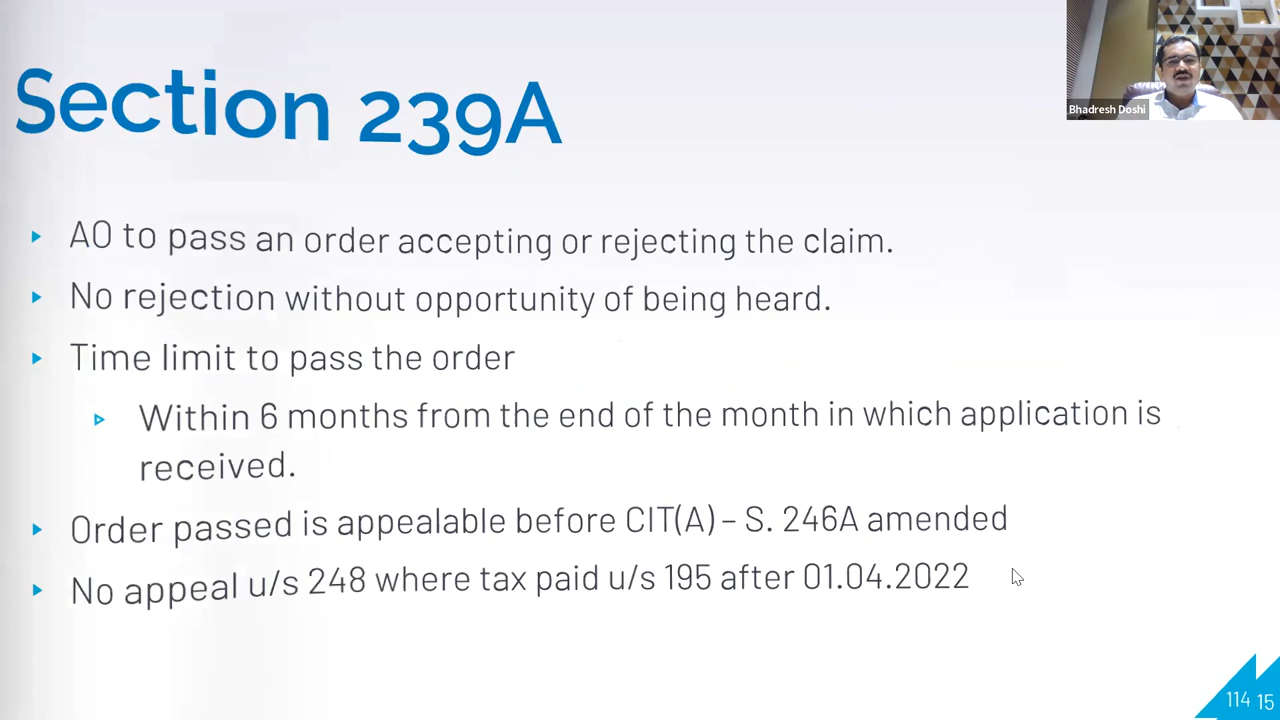 Bhadresh Doshi
Section 239A
AO to pass an order accepting or rejecting the claim.
No rejection without opportunity of being heard.
Time limit to pass the order
Within 6 months from the end of the month in which application is
received.
Order passed is appealable before CIT(A) – S. 246A amended
No appeal u/s 248 where tax paid u/s 195 after 01.04.2022
114 15